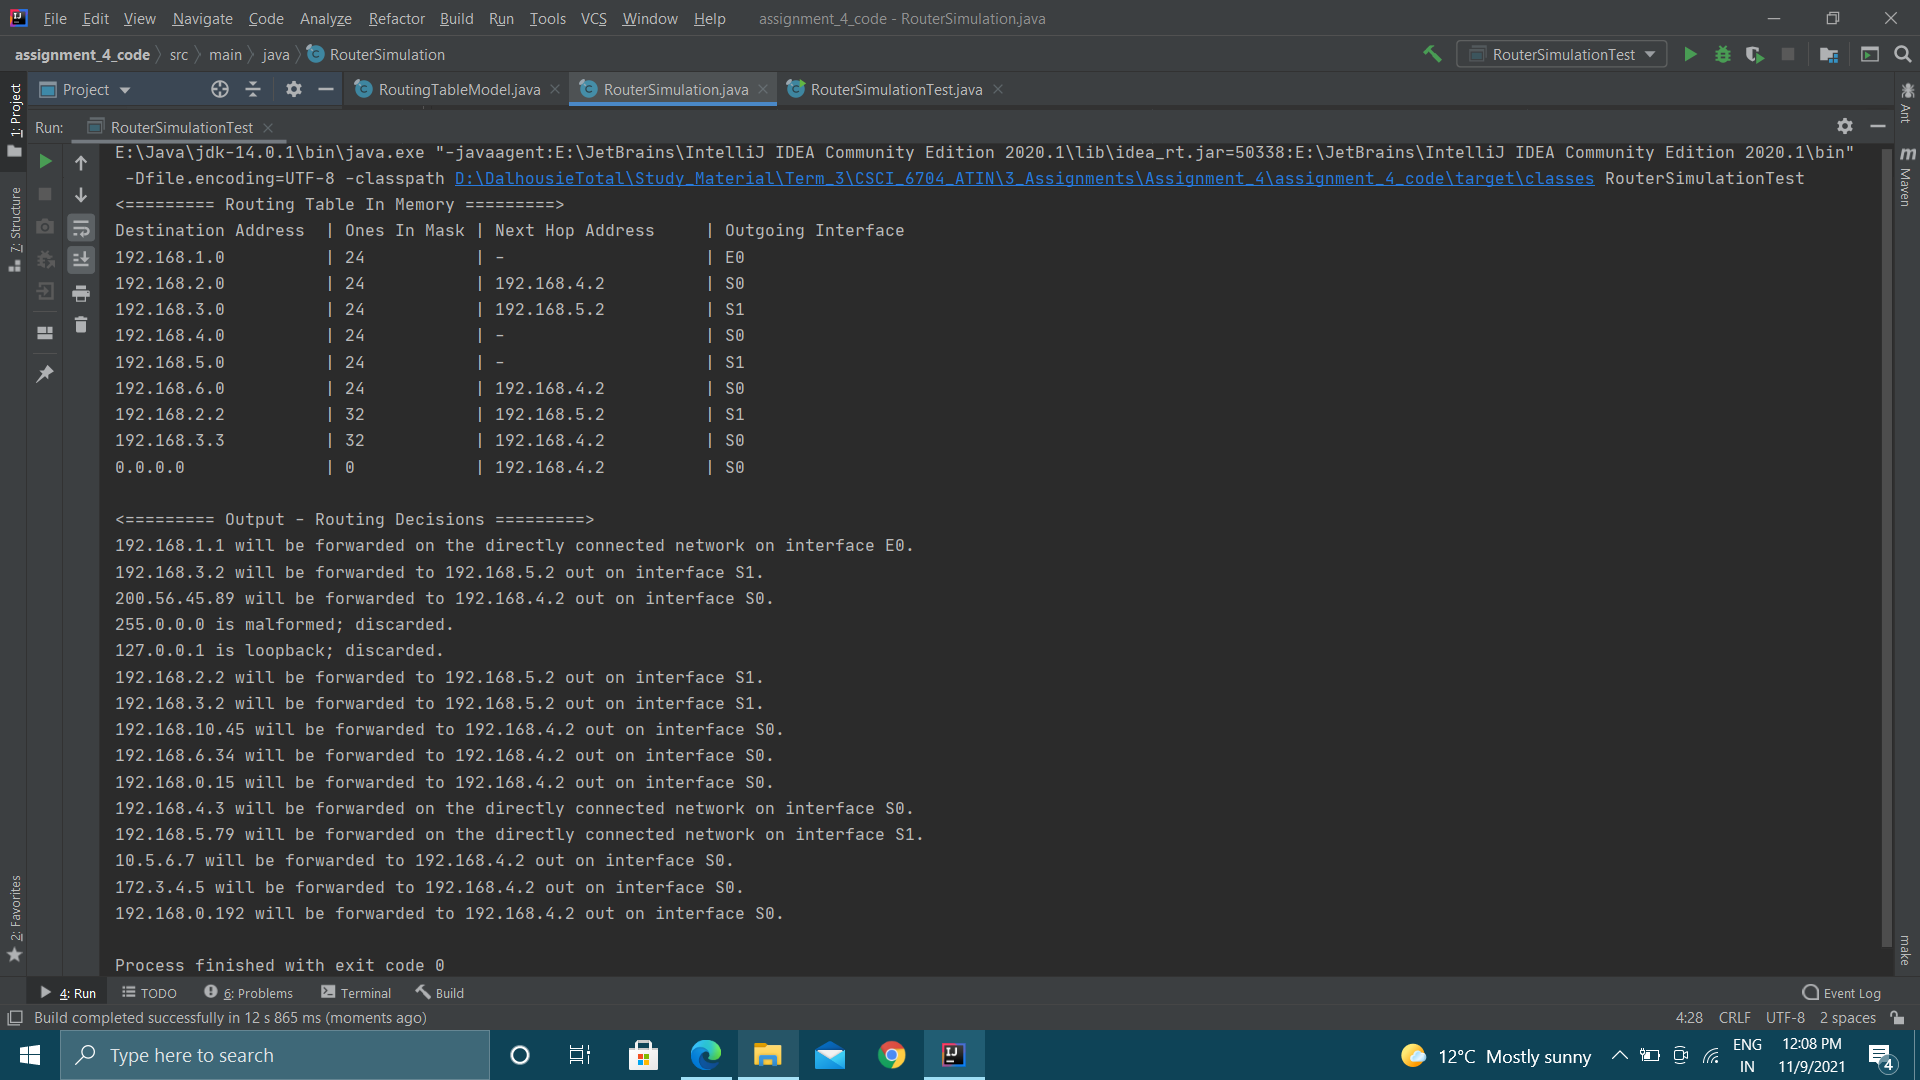 File Edit View Navigate Code Analyze Refactor Build Run Tools VCS Window Help assignment_4_code - RouterSimulation.java
assignment_4_code src main java RouterSimulation RouterSimulationTest
Project RoutingTableModel.java RouterSimulation.java RouterSimulationTest.java
Run: RouterSimulationTest
E:\Java\jdk-14.0.1\bin\java.exe "-javaagent:E:\JetBrains\IntelliJ IDEA Community Edition 2020.1\lib\idea_rt.jar=50338:E:\JetBrains\IntelliJ IDEA Community Edition 2020.1\bin"
-Dfile.encoding=UTF-8 -classpath D:\DalhousieTotal\Study_Material\Term_3\CSCI_6704_ATIN\3_Assignments\Assignment_4\assignment_4_code\target\classes RouterSimulationTest
<========= Routing Table In Memory =========>
Destination Address | Ones In Mask | Next Hop Address | Outgoing Interface
192.168.1.0 | 24 | - | E0
192.168.2.0 | 24 | 192.168.4.2 | S0
192.168.3.0 | 24 | 192.168.5.2 | S1
192.168.4.0 | 24 | - | S0
192.168.5.0 | 24 | - | S1
192.168.6.0 | 24 | 192.168.4.2 | S0
192.168.2.2 | 32 | 192.168.5.2 | S1
192.168.3.3 | 32 | 192.168.4.2 | S0
0.0.0.0 | 0 | 192.168.4.2 | S0
<========= Output - Routing Decisions =========>
192.168.1.1 will be forwarded on the directly connected network on interface E0.
192.168.3.2 will be forwarded to 192.168.5.2 out on interface S1.
200.56.45.89 will be forwarded to 192.168.4.2 out on interface S0.
255.0.0.0 is malformed; discarded.
127.0.0.1 is loopback; discarded.
192.168.2.2 will be forwarded to 192.168.5.2 out on interface S1.
192.168.3.2 will be forwarded to 192.168.5.2 out on interface S1.
192.168.10.45 will be forwarded to 192.168.4.2 out on interface S0.
192.168.6.34 will be forwarded to 192.168.4.2 out on interface S0.
192.168.0.15 will be forwarded to 192.168.4.2 out on interface S0.
192.168.4.3 will be forwarded on the directly connected network on interface S0.
192.168.5.79 will be forwarded on the directly connected network on interface S1.
10.5.6.7 will be forwarded to 192.168.4.2 out on interface S0.
172.3.4.5 will be forwarded to 192.168.4.2 out on interface S0.
192.168.0.192 will be forwarded to 192.168.4.2 out on interface S0.
Process finished with exit code 0
1: Project
7: Structure
2: Favorites
Ant
m Maven
make
4: Run TODO 6: Problems Terminal Build Event Log
Build completed successfully in 12 s 865 ms (moments ago) 4:28 CRLF UTF-8 2 spaces
Type here to search 12°C Mostly sunny ENG IN 12:08 PM 11/9/2021 4